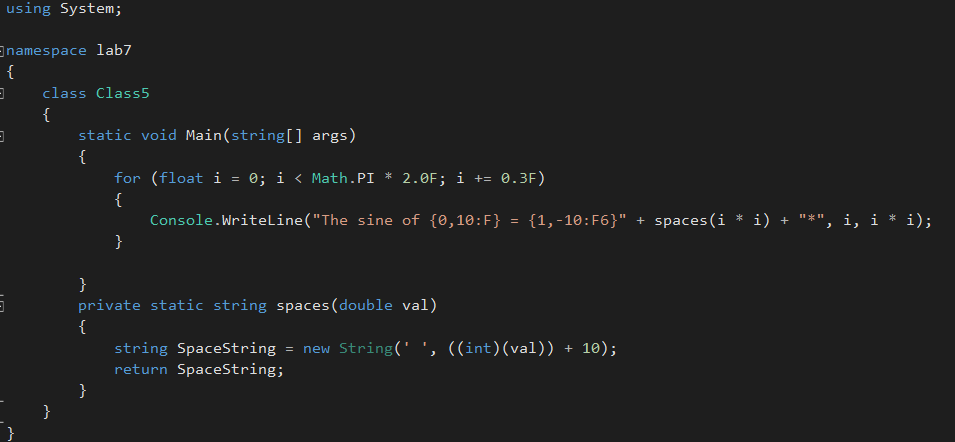 using System;
namespace lab7
{
class Class5
{
static void Main(string[] args)
{
for (float i = 0; i < Math.PI * 2.0F; i += 0.3F)
{
Console.WriteLine("The sine of {0,10:F} = {1,-10:F6}" + spaces(i * i) + "*", i, i * i);
}
}
private static string spaces(double val)
{
string SpaceString = new String(' ', ((int)(val)) + 10);
return SpaceString;
}
}
}